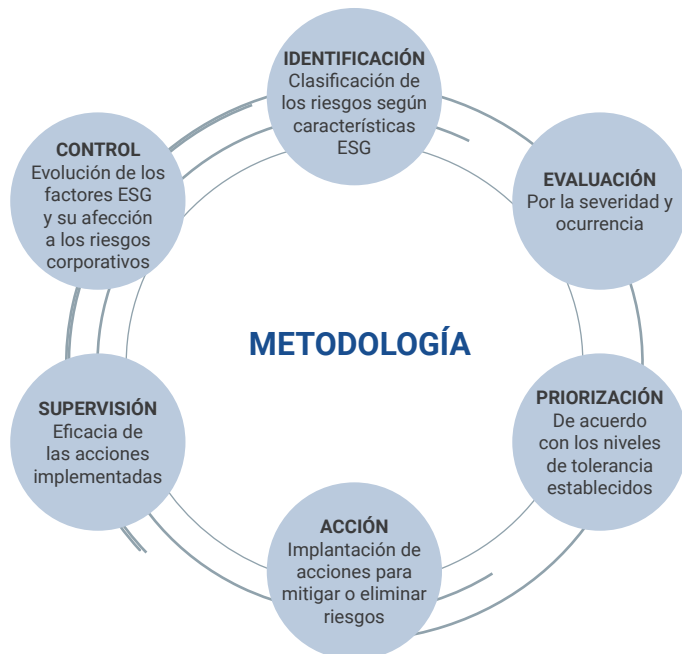 IDENTIFICACIÓN
Clasificación de
los riesgos según
características
ESG
EVALUACIÓN
Por la severidad y
ocurrencia
PRIORIZACIÓN
De acuerdo
con los niveles
de tolerancia
establecidos
ACCIÓN
Implantación de
acciones para
mitigar o eliminar
riesgos
SUPERVISIÓN
Eficacia de
las acciones
implementadas
CONTROL
Evolución de los
factores ESG
y su afección
a los riesgos
corporativos
METODOLOGÍA